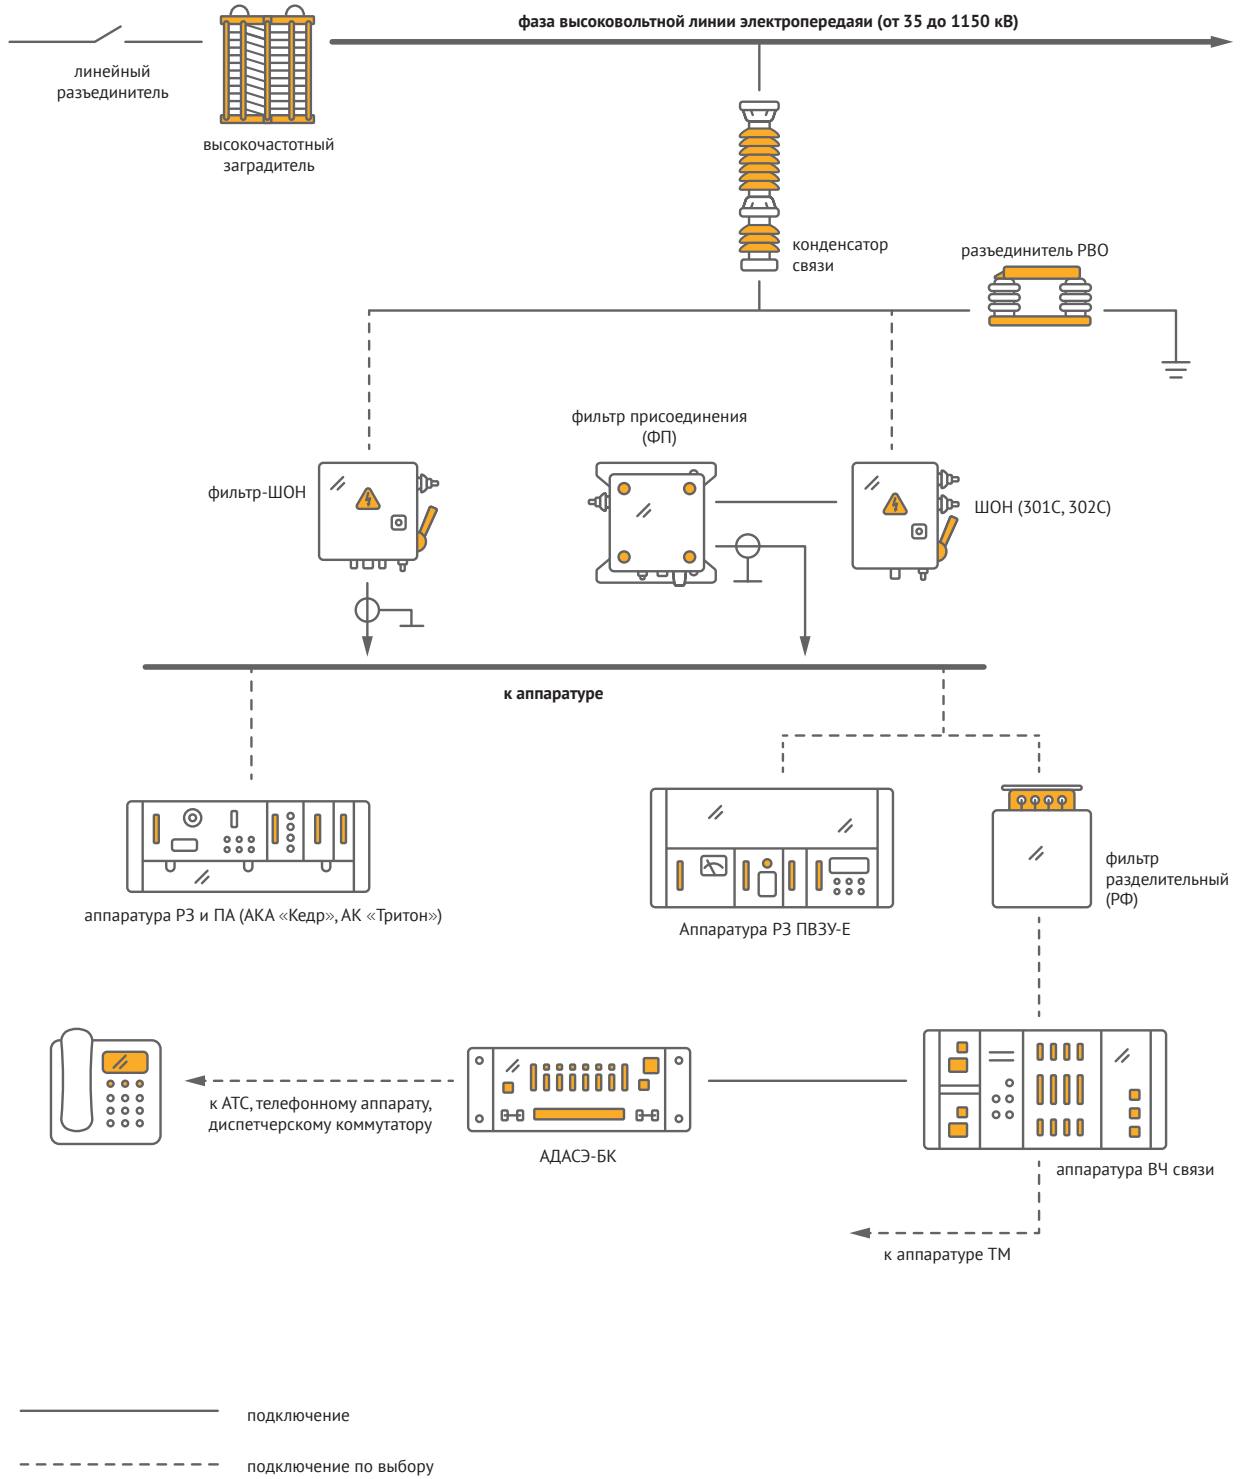 фаза высоковольтной линии электропередаяи (от 35 до 1150 кВ)
линейный
разъединитель
высокочастотный
заградитель
конденсатор
связи
разъединитель РВО
фильтр присоединения
(ФП)
фильтр-ШОН
ШОН (301С, 302С)
к аппаратуре
аппаратура РЗ и ПА (АКА «Кедр», АК «Тритон»)
Аппаратура РЗ ПВЗУ-Е
фильтр
разделительный
(РФ)
к АТС, телефонному аппарату,
диспетчерскому коммутатору
АДАСЭ-БК
аппаратура ВЧ связи
к аппаратуре ТМ
подключение
подключение по выбору